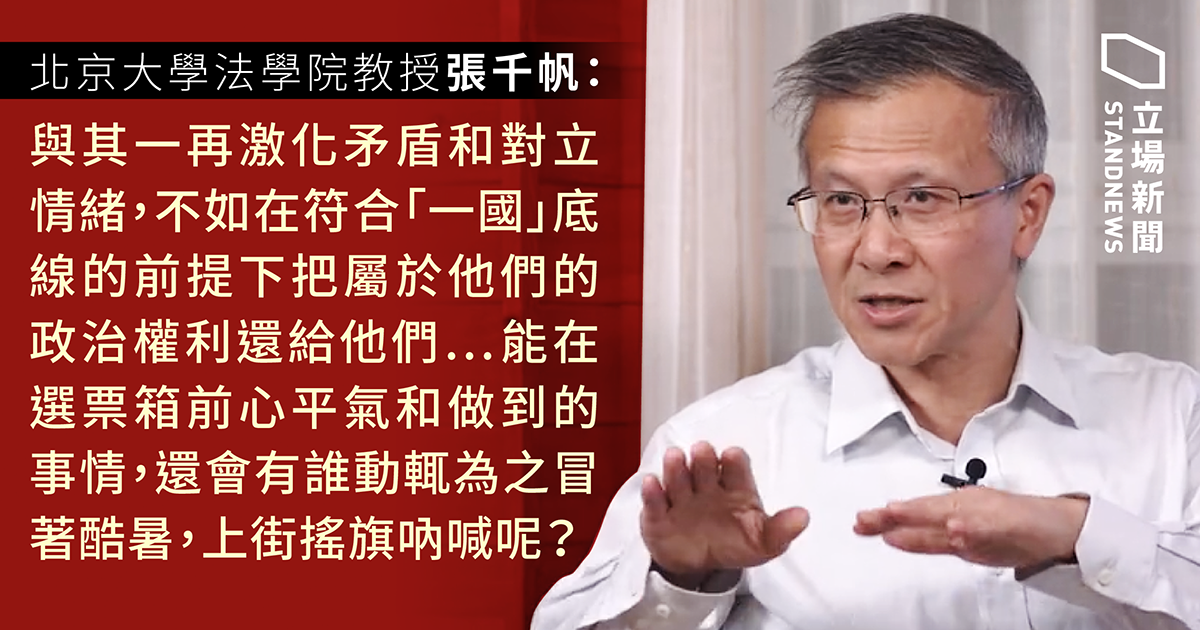 北京大學法學院教授張千帆：
與其一再激化矛盾和對立
情緒，不如在符合「一國」底
線的前提下把屬於他們的
政治權利還給他們…能在
選票箱前心平氣和做到的
事情，還會有誰動輒為之冒
著酷暑，上街搖旗吶喊呢？
立場新聞
STANDNEWS